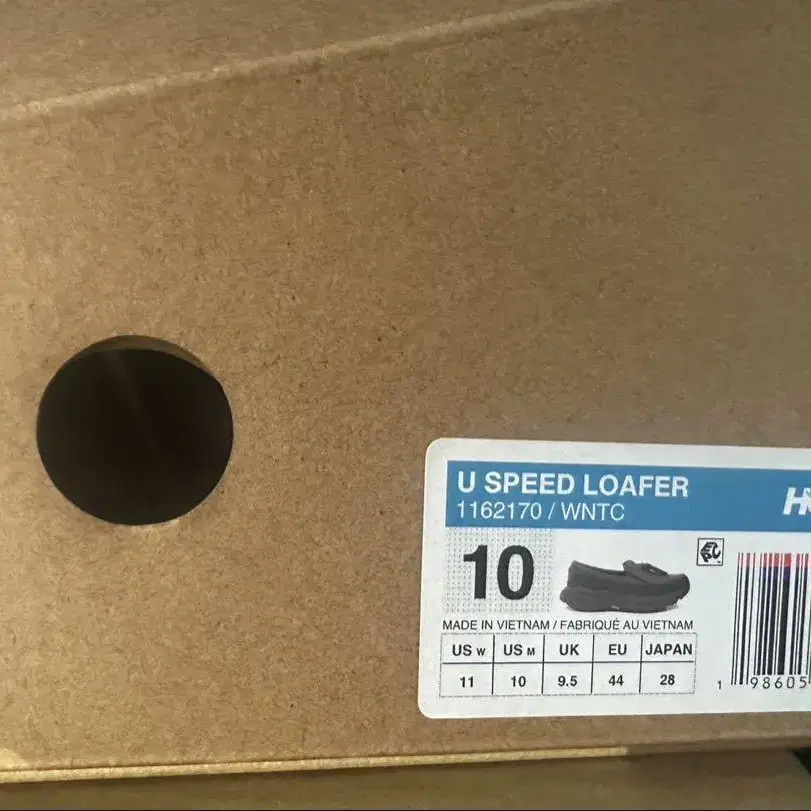 U SPEED LOAFER
1162170 / WNTC
10
MADE IN VIETNAM / FABRIQUÉ AU VIETNAM
US W US M UK EU JAPAN
11 10 9.5 44 28
1 98605